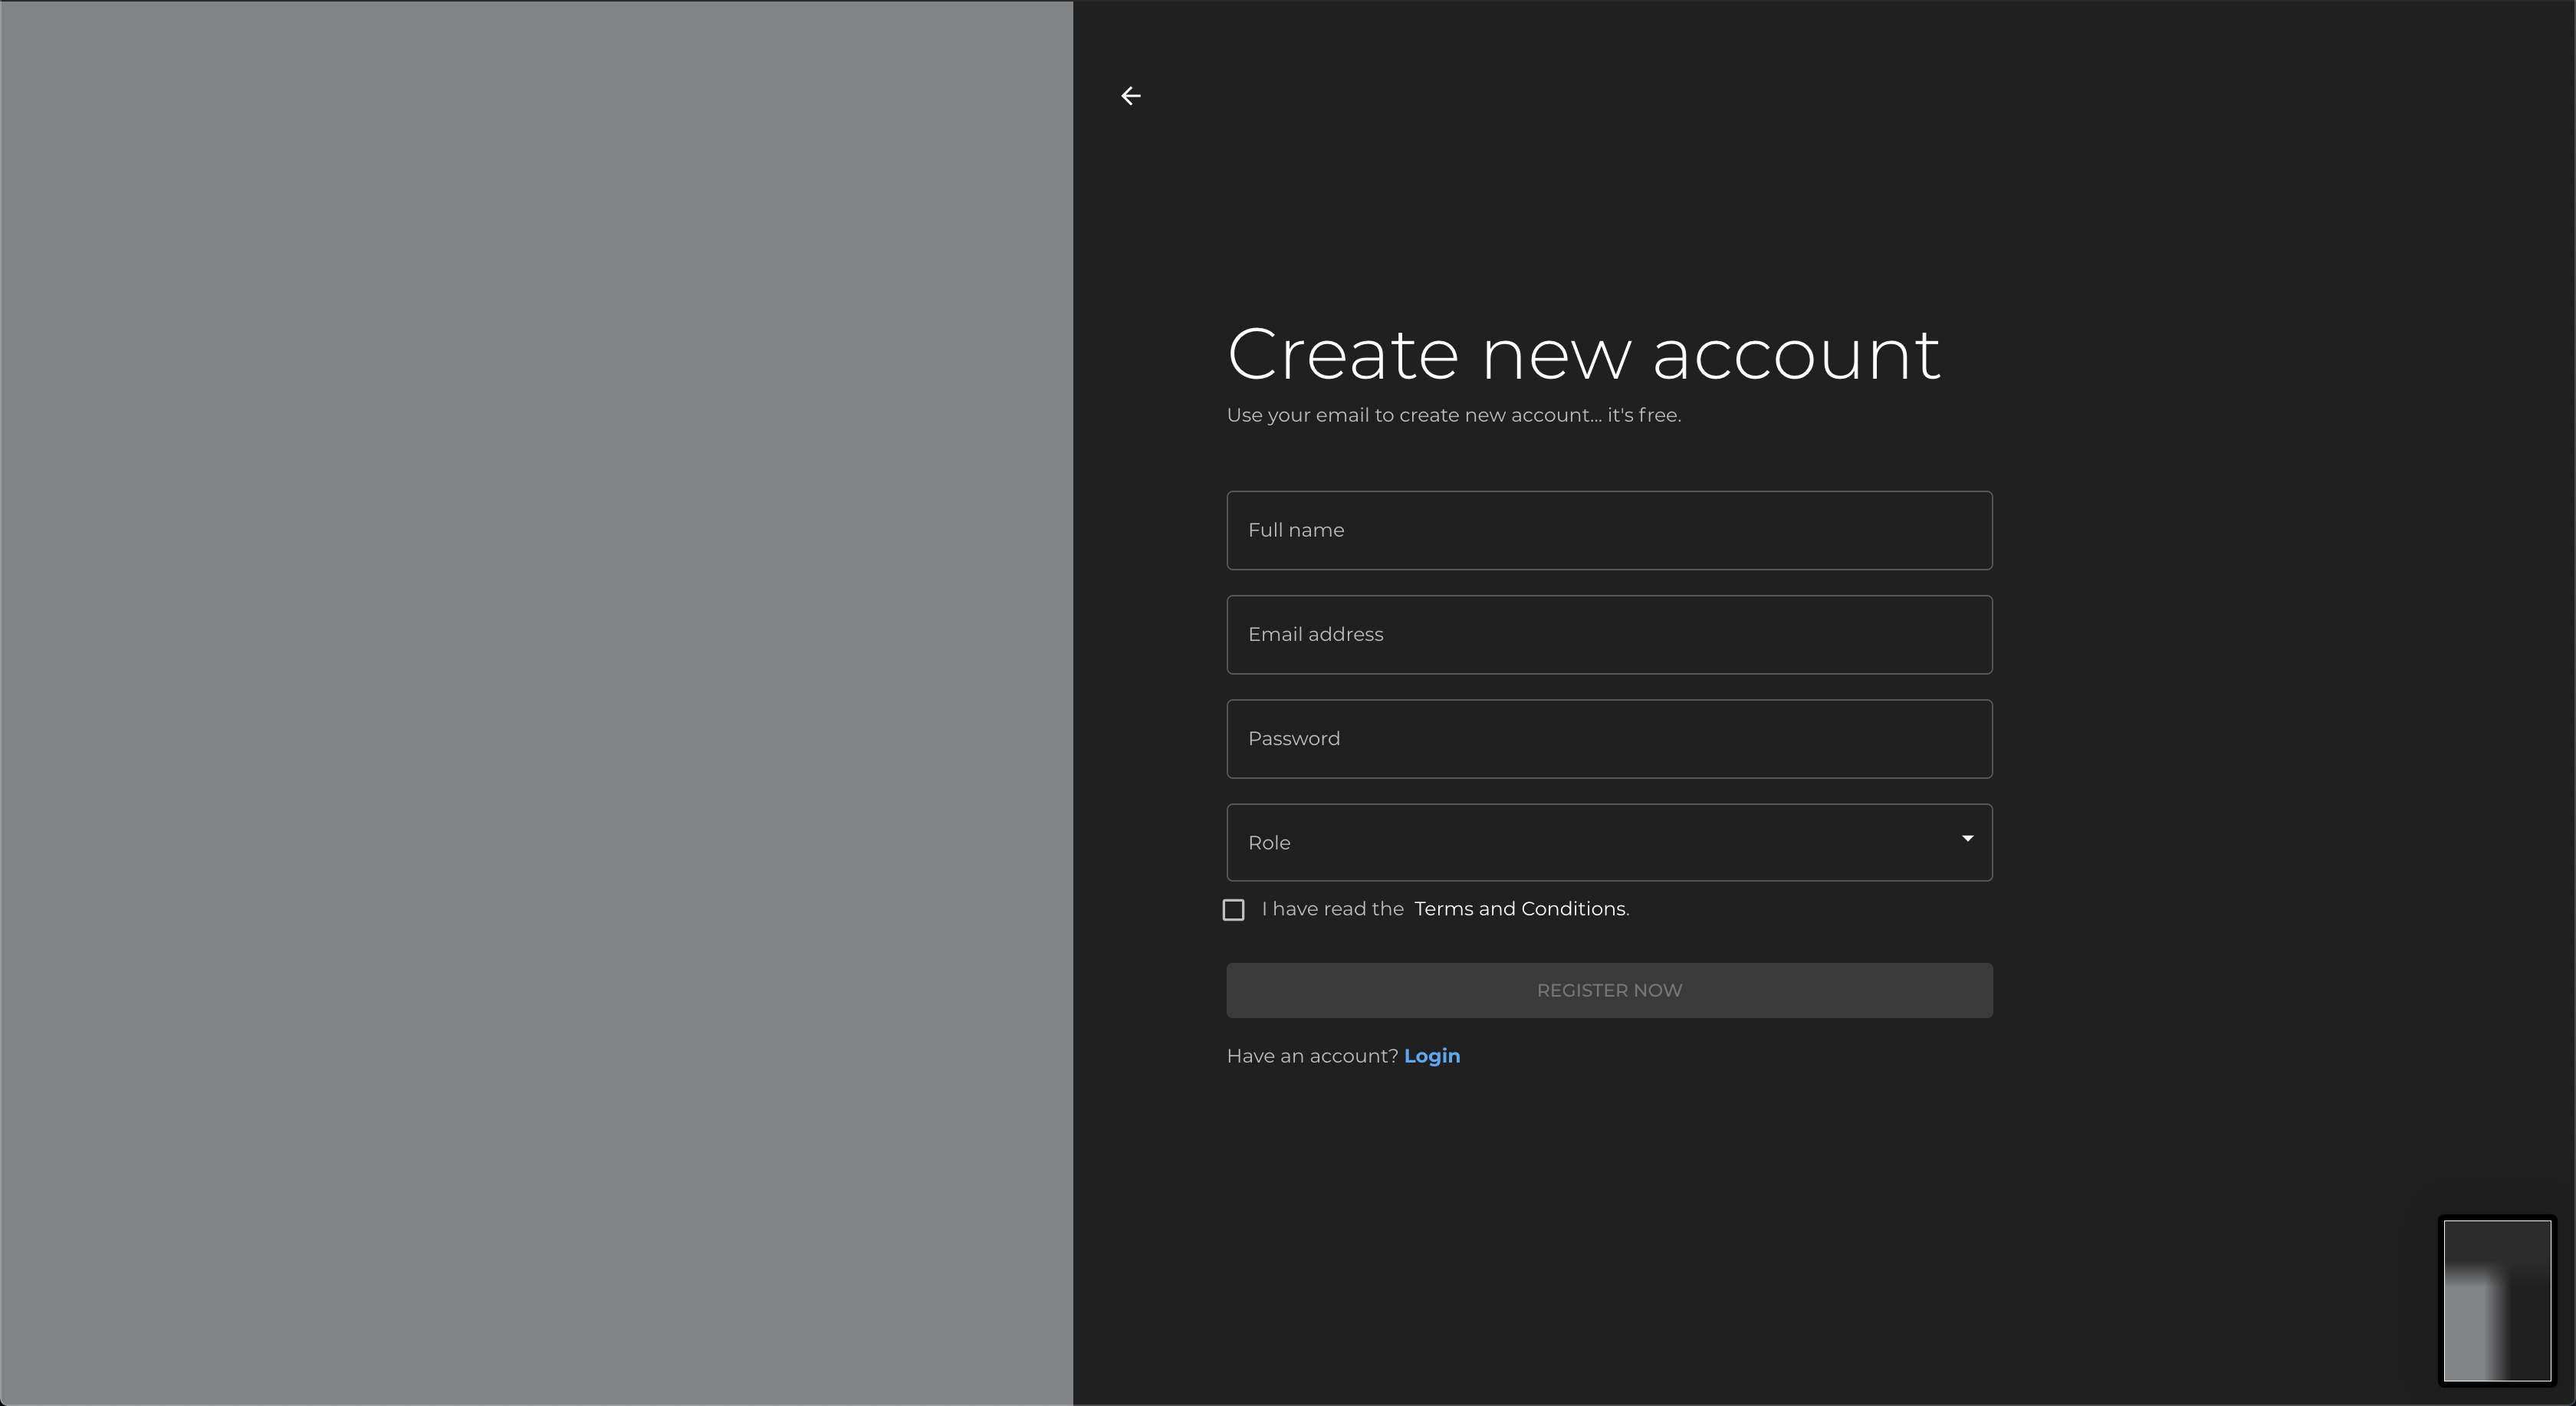 Create new account
Use your email to create new account... it's free.
Full name
Email address
Password
Role
I have read the Terms and Conditions.
REGISTER NOW
Have an account? Login